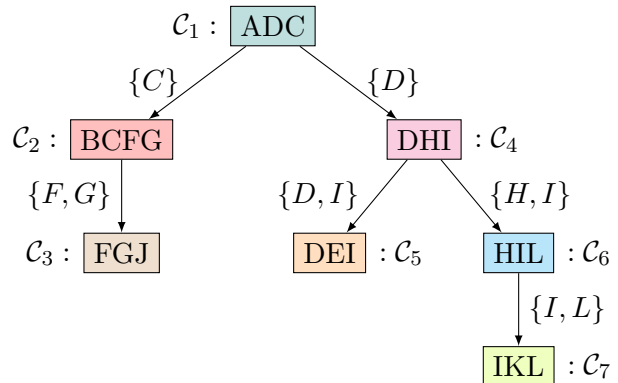 𝒞₁ : ADC
{C} {D}
𝒞₂ : BCFG DHI : 𝒞₄
{F, G} {D, I} {H, I}
𝒞₃ : FGJ DEI : 𝒞₅ HIL : 𝒞₆
{I, L}
IKL : 𝒞₇